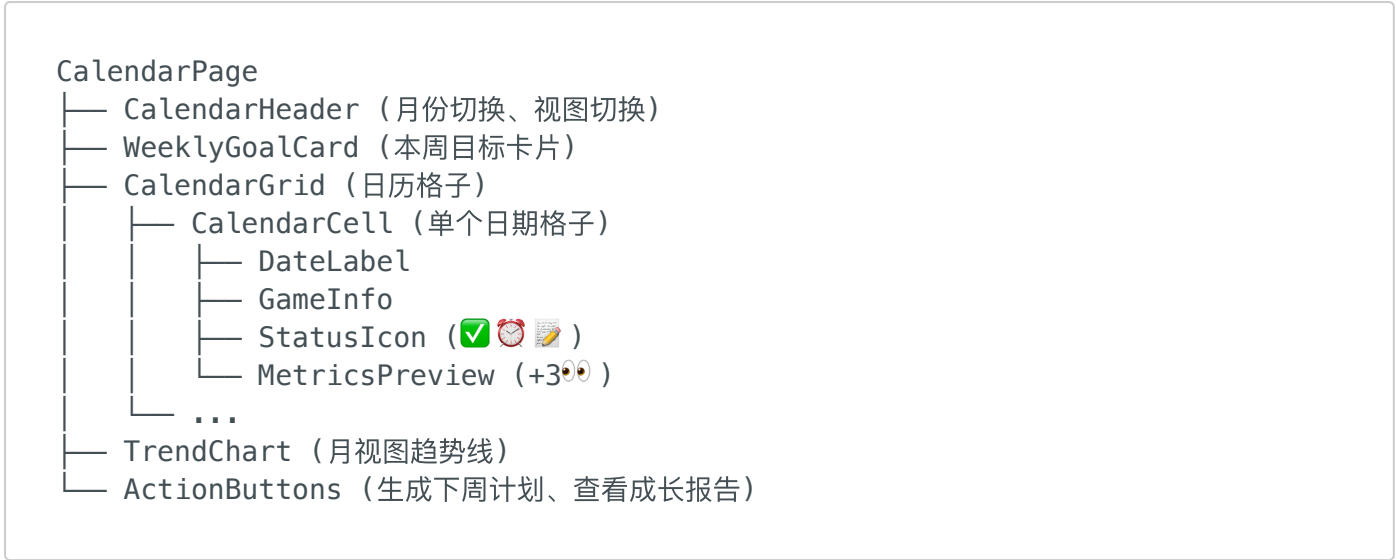 CalendarPage
├── CalendarHeader (月份切换、视图切换)
├── WeeklyGoalCard (本周目标卡片)
├── CalendarGrid (日历格子)
│   ├── CalendarCell (单个日期格子)
│   │   ├── DateLabel
│   │   ├── GameInfo
│   │   ├── StatusIcon (✅⏰📝)
│   │   └── MetricsPreview (+3👀)
│   └── ...
├── TrendChart (月视图趋势线)
└── ActionButtons (生成下周计划、查看成长报告)